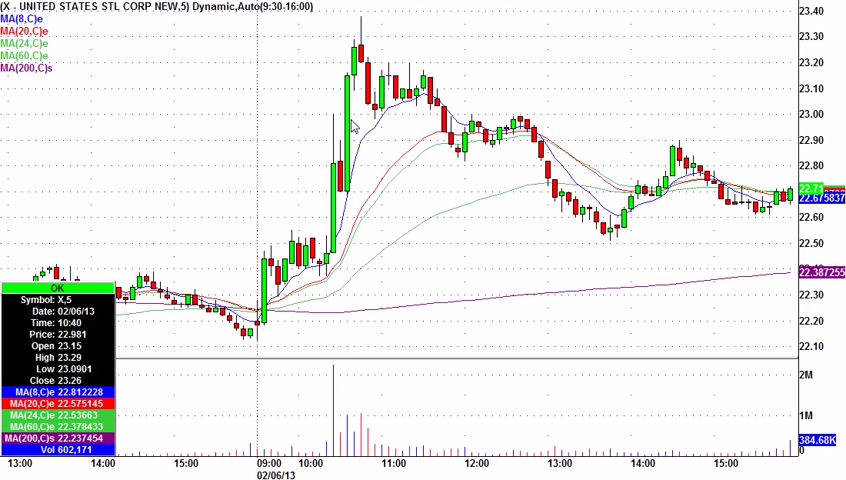 (X - UNITED STATES STL CORP NEW,5) Dynamic,Auto(9:30-16:00)
MA(8,C)e
MA(20,C)e
MA(24,C)e
MA(60,C)e
MA(200,C)s
23.40
23.30
23.20
23.10
23.00
22.90
22.80
22.71
22.675837
22.60
22.50
22.387255
22.30
22.20
22.10
2M
1M
384.68K
0
OK
Symbol: X,5
Date: 02/06/13
Time: 10:40
Price: 22.981
Open 23.15
High 23.29
Low 23.0901
Close 23.26
MA(8,C)e 22.812228
MA(20,C)e 22.575145
MA(24,C)e 22.53663
MA(60,C)e 22.378433
MA(200,C)s 22.237454
Vol 602,171
13:00 14:00 15:00 09:00 10:00 11:00 12:00 13:00 14:00 15:00
02/06/13